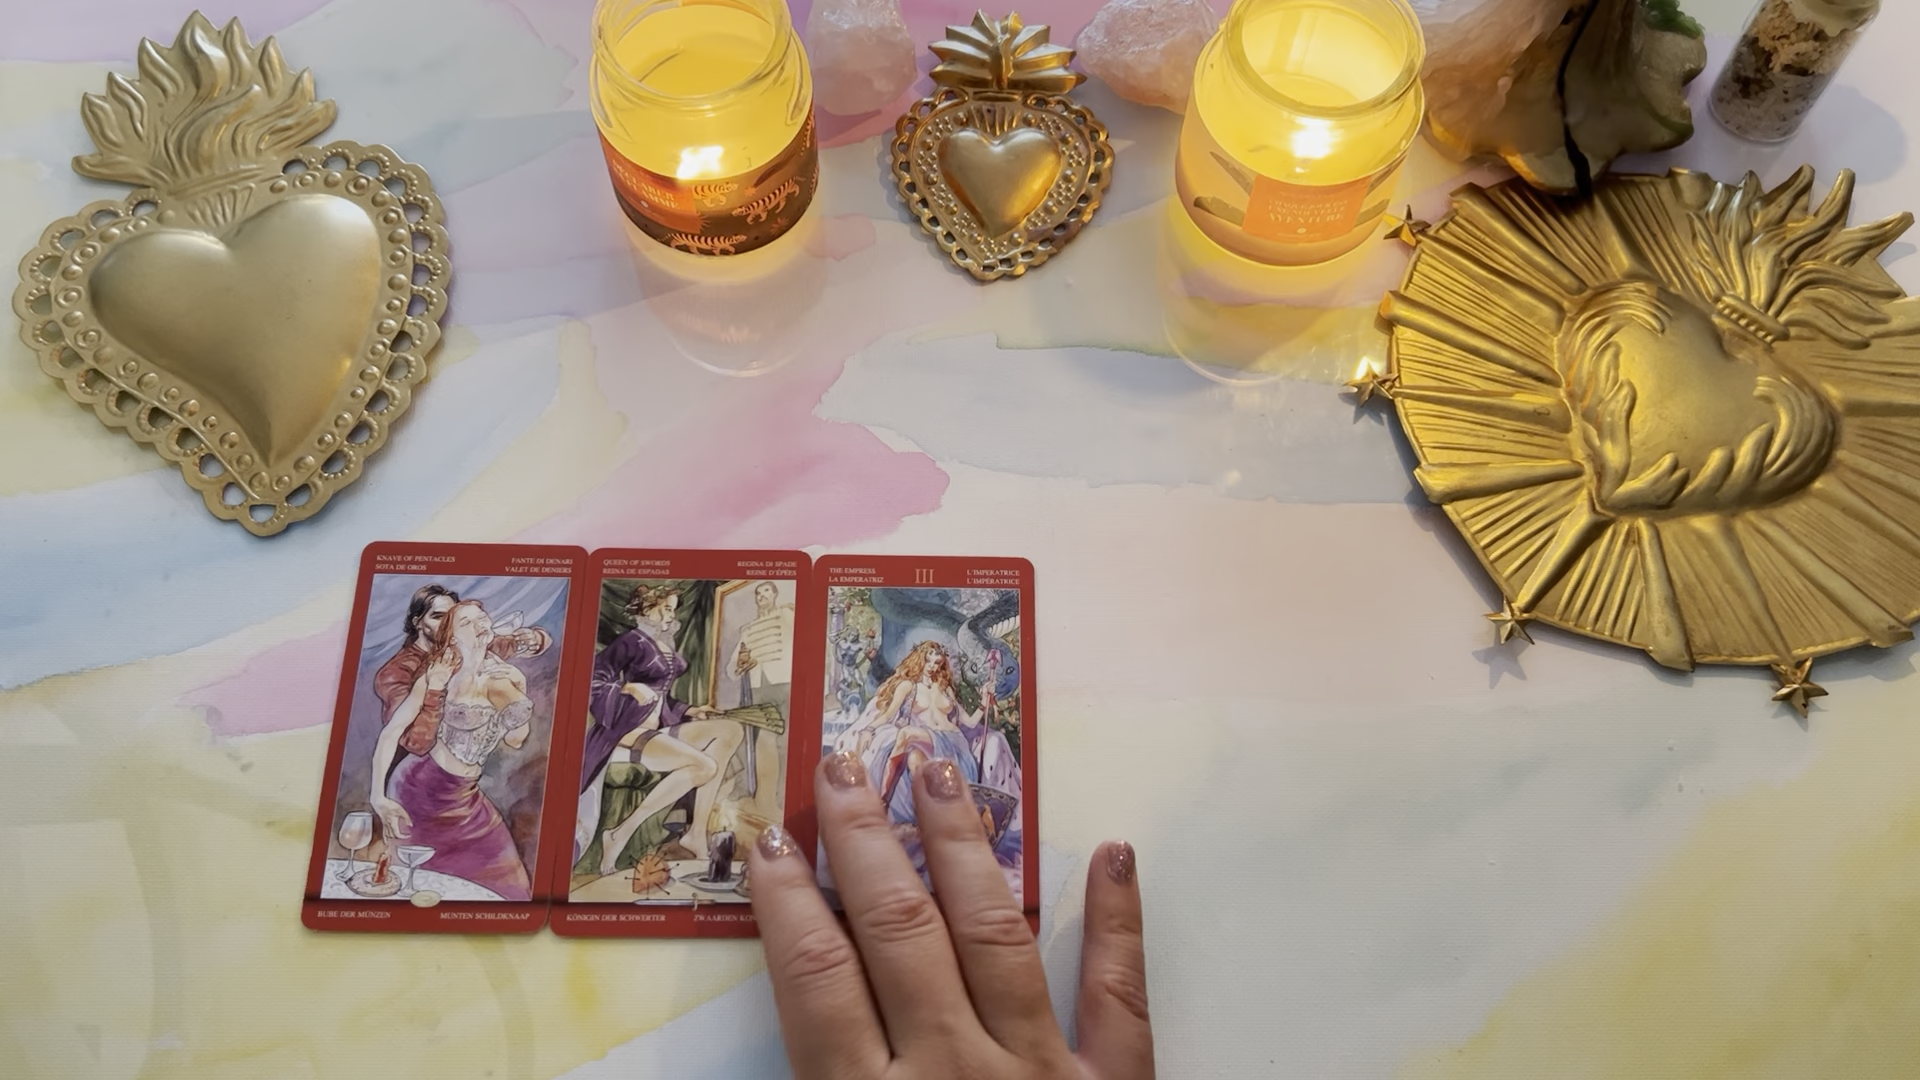 KNAVE OF PENTACLES
SOTA DE OROS
FANTE DI DENARI
VALET DE DENIERS
BUBE DER MÜNZEN
MUNTEN SCHILDKNAAP
QUEEN OF SWORDS
REINA DE ESPADAS
REGINA DI SPADE
REINE D'ÉPÉES
KÖNIGIN DER SCHWERTER
ZWAARDEN
THE EMPRESS
LA EMPERATRIZ
III
L'IMPERATRICE
L'IMPÉRATRICE